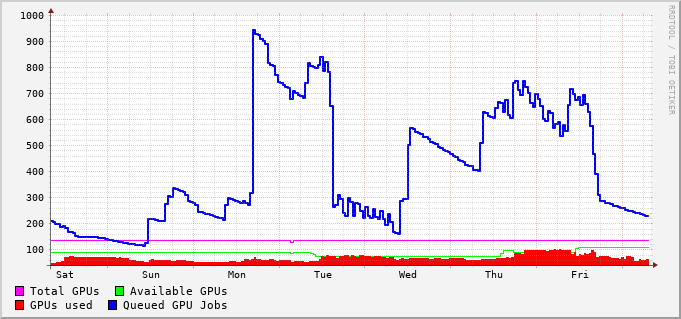 1000
900
800
700
600
500
400
300
200
100
Sat Sun Mon Tue Wed Thu Fri
Total GPUs Available GPUs
GPUs used Queued GPU Jobs
RRDTOOL / TOBI OETIKER